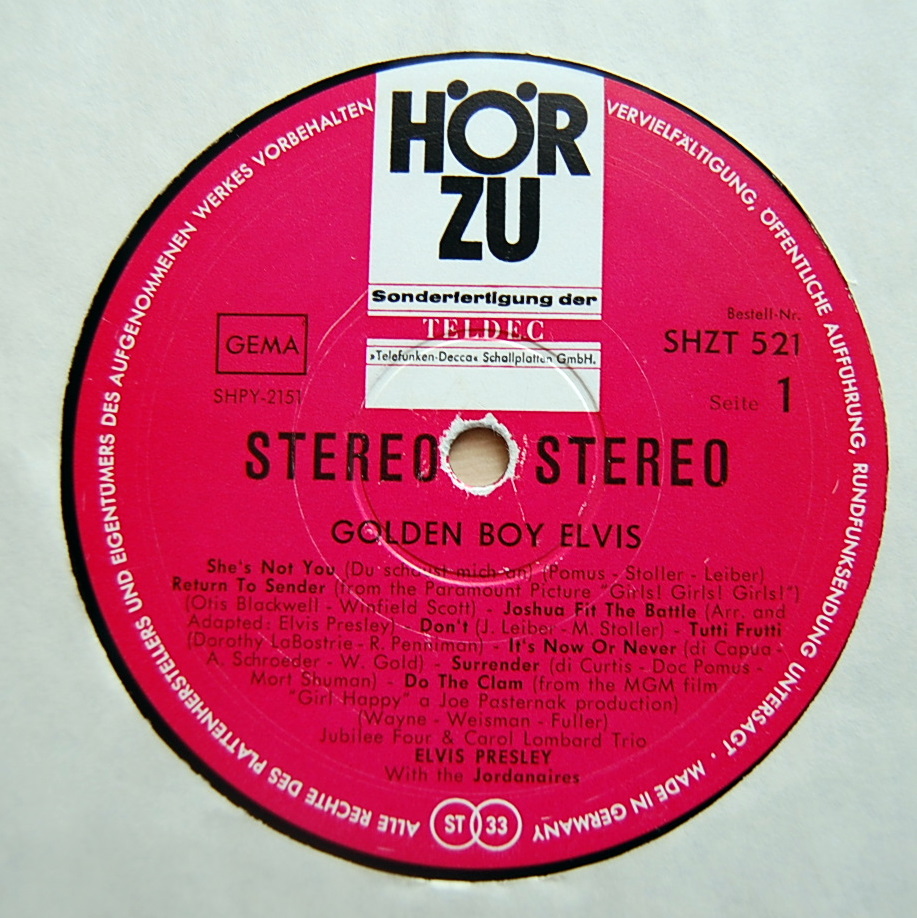 HÖR
ZU
Sonderfertigung der
TELDEC
»Telefunken-Decca« Schallplatten GmbH.
GEMA
SHPY-2151
Bestell-Nr.
SHZT 521
Seite 1
STEREO STEREO
GOLDEN BOY ELVIS
She's Not You (Du schaust mich an) (Pomus - Stoller - Leiber)
Return To Sender (from the Paramount Picture "Girls! Girls! Girls!")
(Otis Blackwell - Winfield Scott) - Joshua Fit The Battle (Arr. and
Adapted: Elvis Presley) - Don't (J. Leiber - M. Stoller) - Tutti Frutti
(Dorothy LaBostrie - R. Penniman) - It's Now Or Never (di Capua -
A. Schroeder - W. Gold) - Surrender (di Curtis - Doc Pomus -
Mort Shuman) - Do The Clam (from the MGM film
"Girl Happy" a Joe Pasternak production)
(Wayne - Weisman - Fuller)
Jubilee Four & Carol Lombard Trio
ELVIS PRESLEY
With the Jordanaires
ALLE RECHTE DES PLATTENHERSTELLERS UND EIGENTÜMERS DES AUFGENOMMENEN WERKES VORBEHALTEN
VERVIELFÄLTIGUNG, ÖFFENTLICHE AUFFÜHRUNG, RUNDFUNKSENDUNG UNTERSAGT · MADE IN GERMANY
ST 33